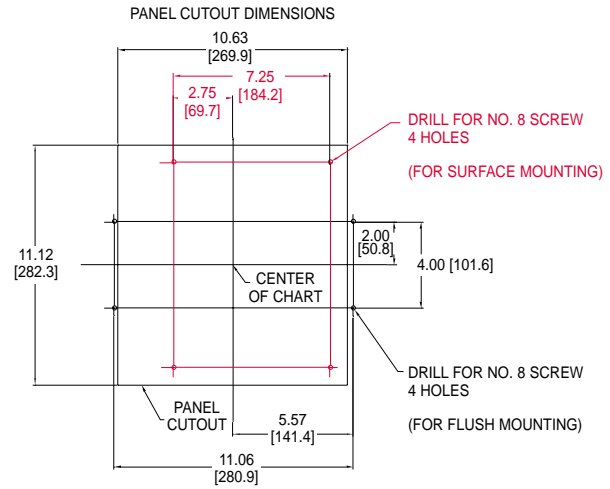 PANEL CUTOUT DIMENSIONS
10.63
[269.9]
7.25
[184.2]
2.75
[69.7]
DRILL FOR NO. 8 SCREW
4 HOLES
(FOR SURFACE MOUNTING)
11.12
[282.3]
2.00
[50.8]
4.00 [101.6]
CENTER
OF CHART
DRILL FOR NO. 8 SCREW
4 HOLES
(FOR FLUSH MOUNTING)
PANEL
CUTOUT
5.57
[141.4]
11.06
[280.9]